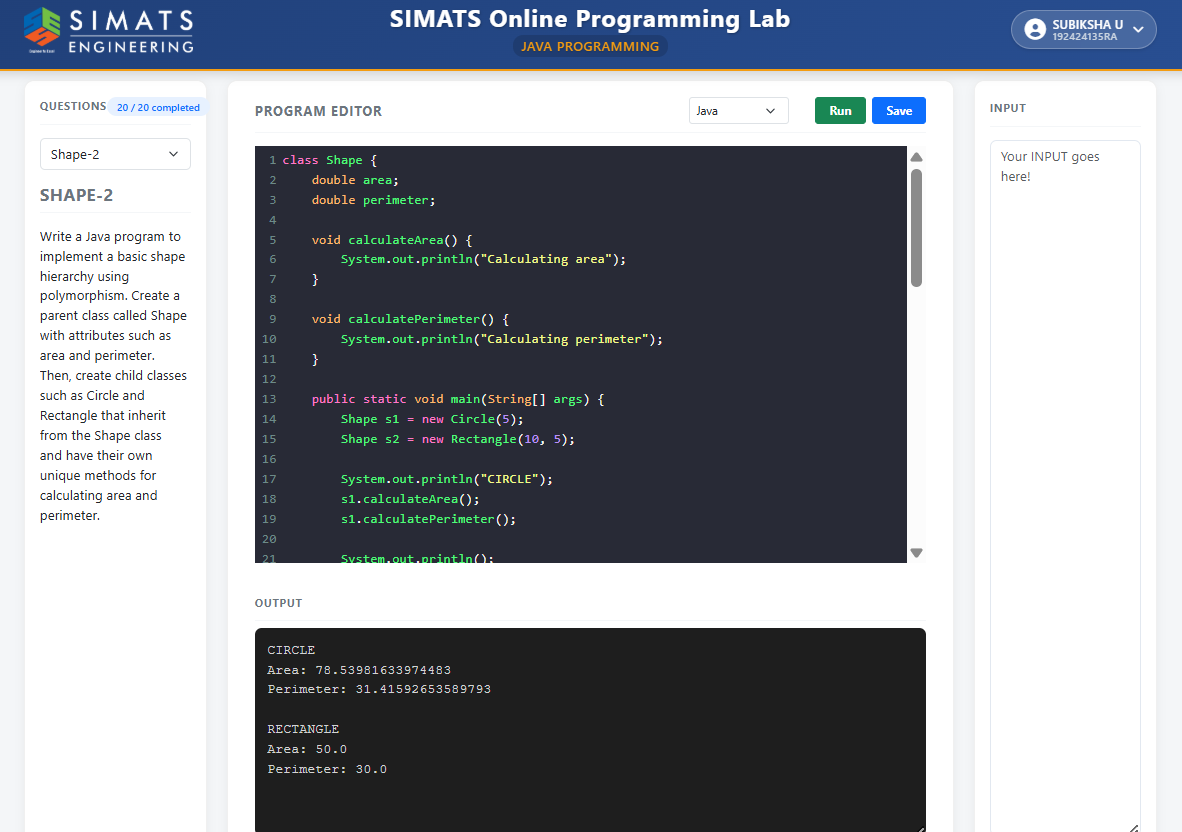 SIMATS
ENGINEERING
SIMATS Online Programming Lab
JAVA PROGRAMMING
SUBIKSHA U
192424135RA
QUESTIONS
20 / 20 completed
Shape-2
SHAPE-2
Write a Java program to
implement a basic shape
hierarchy using
polymorphism. Create a
parent class called Shape
with attributes such as
area and perimeter.
Then, create child classes
such as Circle and
Rectangle that inherit
from the Shape class
and have their own
unique methods for
calculating area and
perimeter.
PROGRAM EDITOR
Java
Run
Save
1 class Shape {
2     double area;
3     double perimeter;
4
5     void calculateArea() {
6         System.out.println("Calculating area");
7     }
8
9     void calculatePerimeter() {
10         System.out.println("Calculating perimeter");
11     }
12
13     public static void main(String[] args) {
14         Shape s1 = new Circle(5);
15         Shape s2 = new Rectangle(10, 5);
16
17         System.out.println("CIRCLE");
18         s1.calculateArea();
19         s1.calculatePerimeter();
20
21         System.out.println();
OUTPUT
CIRCLE
Area: 78.53981633974483
Perimeter: 31.41592653589793
RECTANGLE
Area: 50.0
Perimeter: 30.0
INPUT
Your INPUT goes
here!